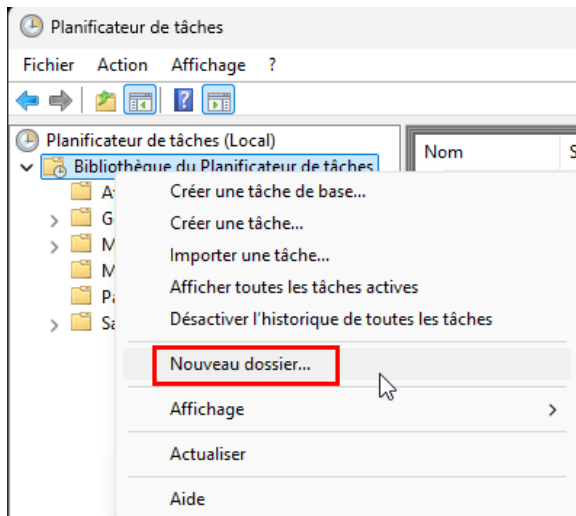 Planificateur de tâches
Fichier Action Affichage ?
Planificateur de tâches (Local)
Bibliothèque du Planificateur de tâches
Nom S
A
G
M
M
Pa
Sa
Créer une tâche de base...
Créer une tâche...
Importer une tâche...
Afficher toutes les tâches actives
Désactiver l'historique de toutes les tâches
Nouveau dossier...
Affichage
Actualiser
Aide